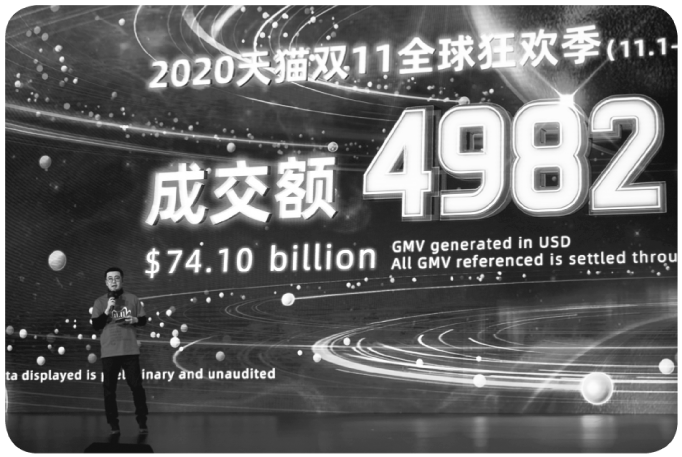 2020天猫双11全球狂欢季(11.1-
成交额 4982
$74.10 billion
GMV generated in USD
All GMV referenced is settled throu
ta displayed is preliminary and unaudited